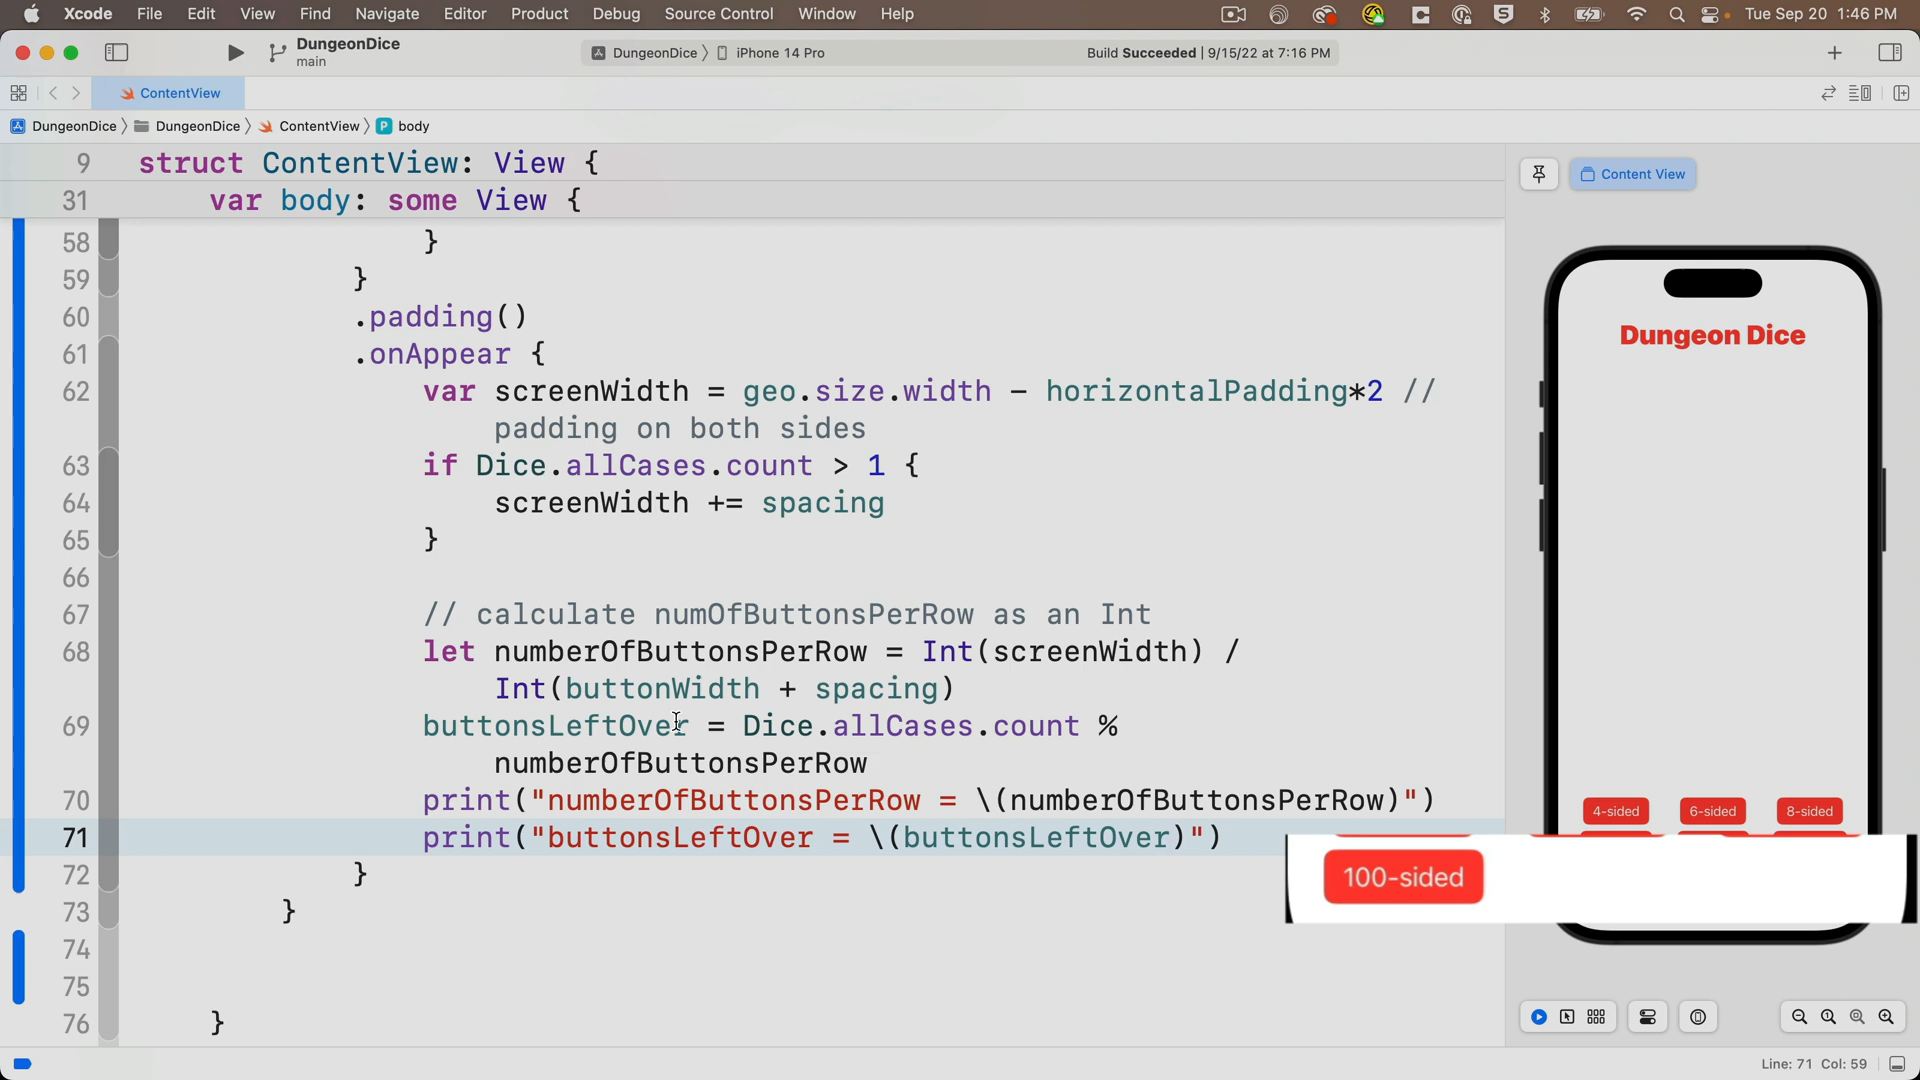 Xcode File Edit View Find Navigate Editor Product Debug Source Control Window Help Tue Sep 20 1:46 PM
DungeonDice
main
DungeonDice iPhone 14 Pro Build Succeeded | 9/15/22 at 7:16 PM
ContentView
DungeonDice DungeonDice ContentView P body
9 struct ContentView: View {
31 var body: some View {
58 }
59 }
60 .padding()
61 .onAppear {
62 var screenWidth = geo.size.width - horizontalPadding*2 //
padding on both sides
63 if Dice.allCases.count > 1 {
64 screenWidth += spacing
65 }
66
67 // calculate numOfButtonsPerRow as an Int
68 let numberOfButtonsPerRow = Int(screenWidth) /
Int(buttonWidth + spacing)
69 buttonsLeftOver = Dice.allCases.count %
numberOfButtonsPerRow
70 print("numberOfButtonsPerRow = \(numberOfButtonsPerRow)")
71 print("buttonsLeftOver = \(buttonsLeftOver)")
72 }
73 }
74
75
76 }
Content View
Dungeon Dice
4-sided 6-sided 8-sided
100-sided
Line: 71 Col: 59